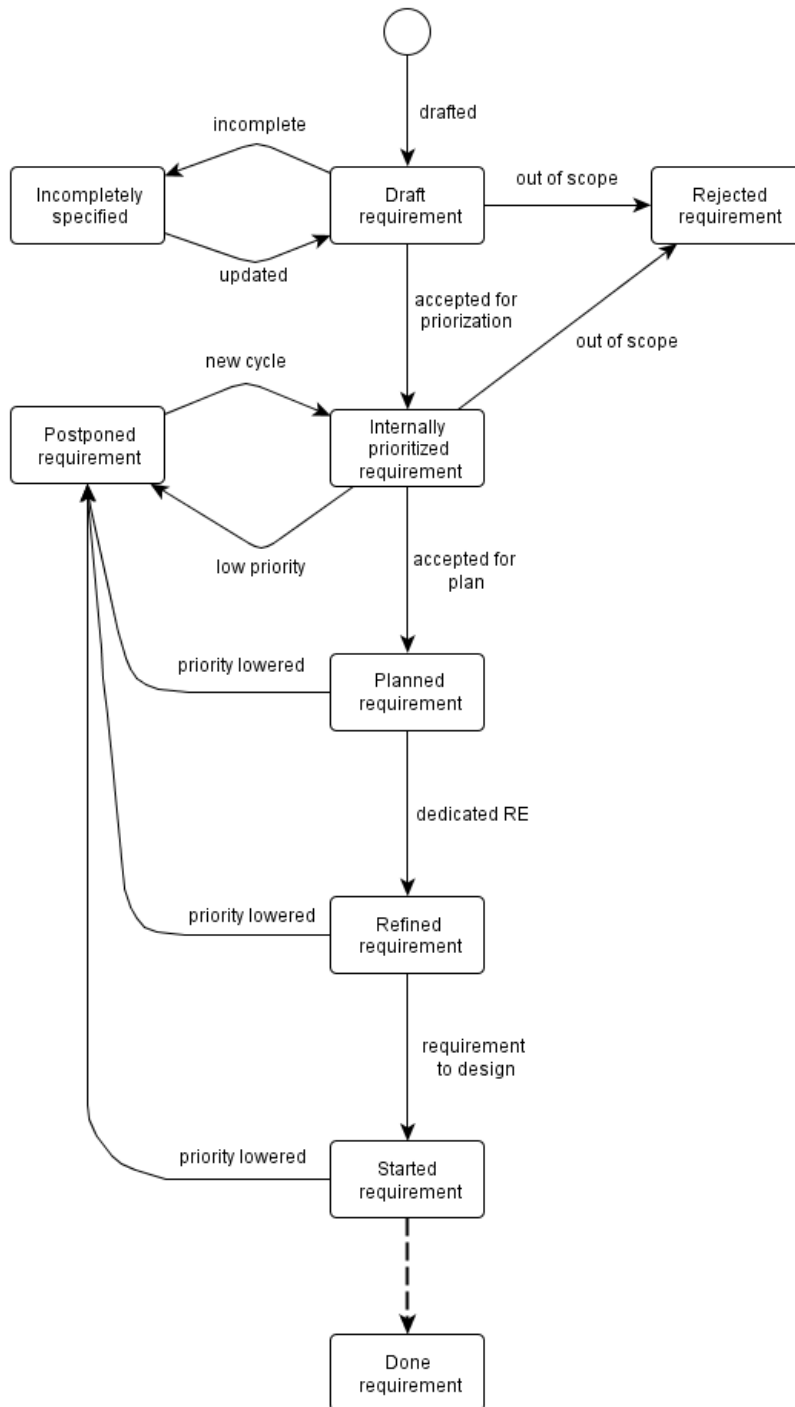 drafted
incomplete
Incompletely
specified
Draft
requirement
out of scope
Rejected
requirement
updated
accepted for
priorization
out of scope
new cycle
Postponed
requirement
Internally
prioritized
requirement
low priority
accepted for
plan
priority lowered
Planned
requirement
dedicated RE
priority lowered
Refined
requirement
requirement
to design
priority lowered
Started
requirement
Done
requirement